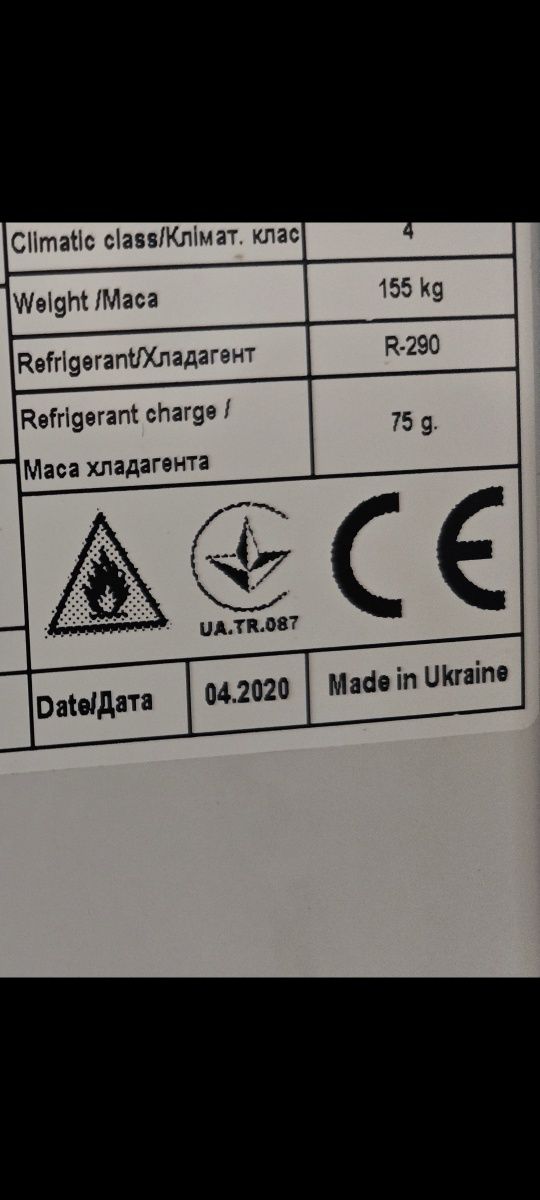 Climatic class/Клімат. клас 4
Weight /Маса 155 kg
Refrigerant/Хладагент R-290
Refrigerant charge / 75 g.
Маса хладагента
CE
UA.TR.087
Date/Дата 04.2020 Made in Ukraine